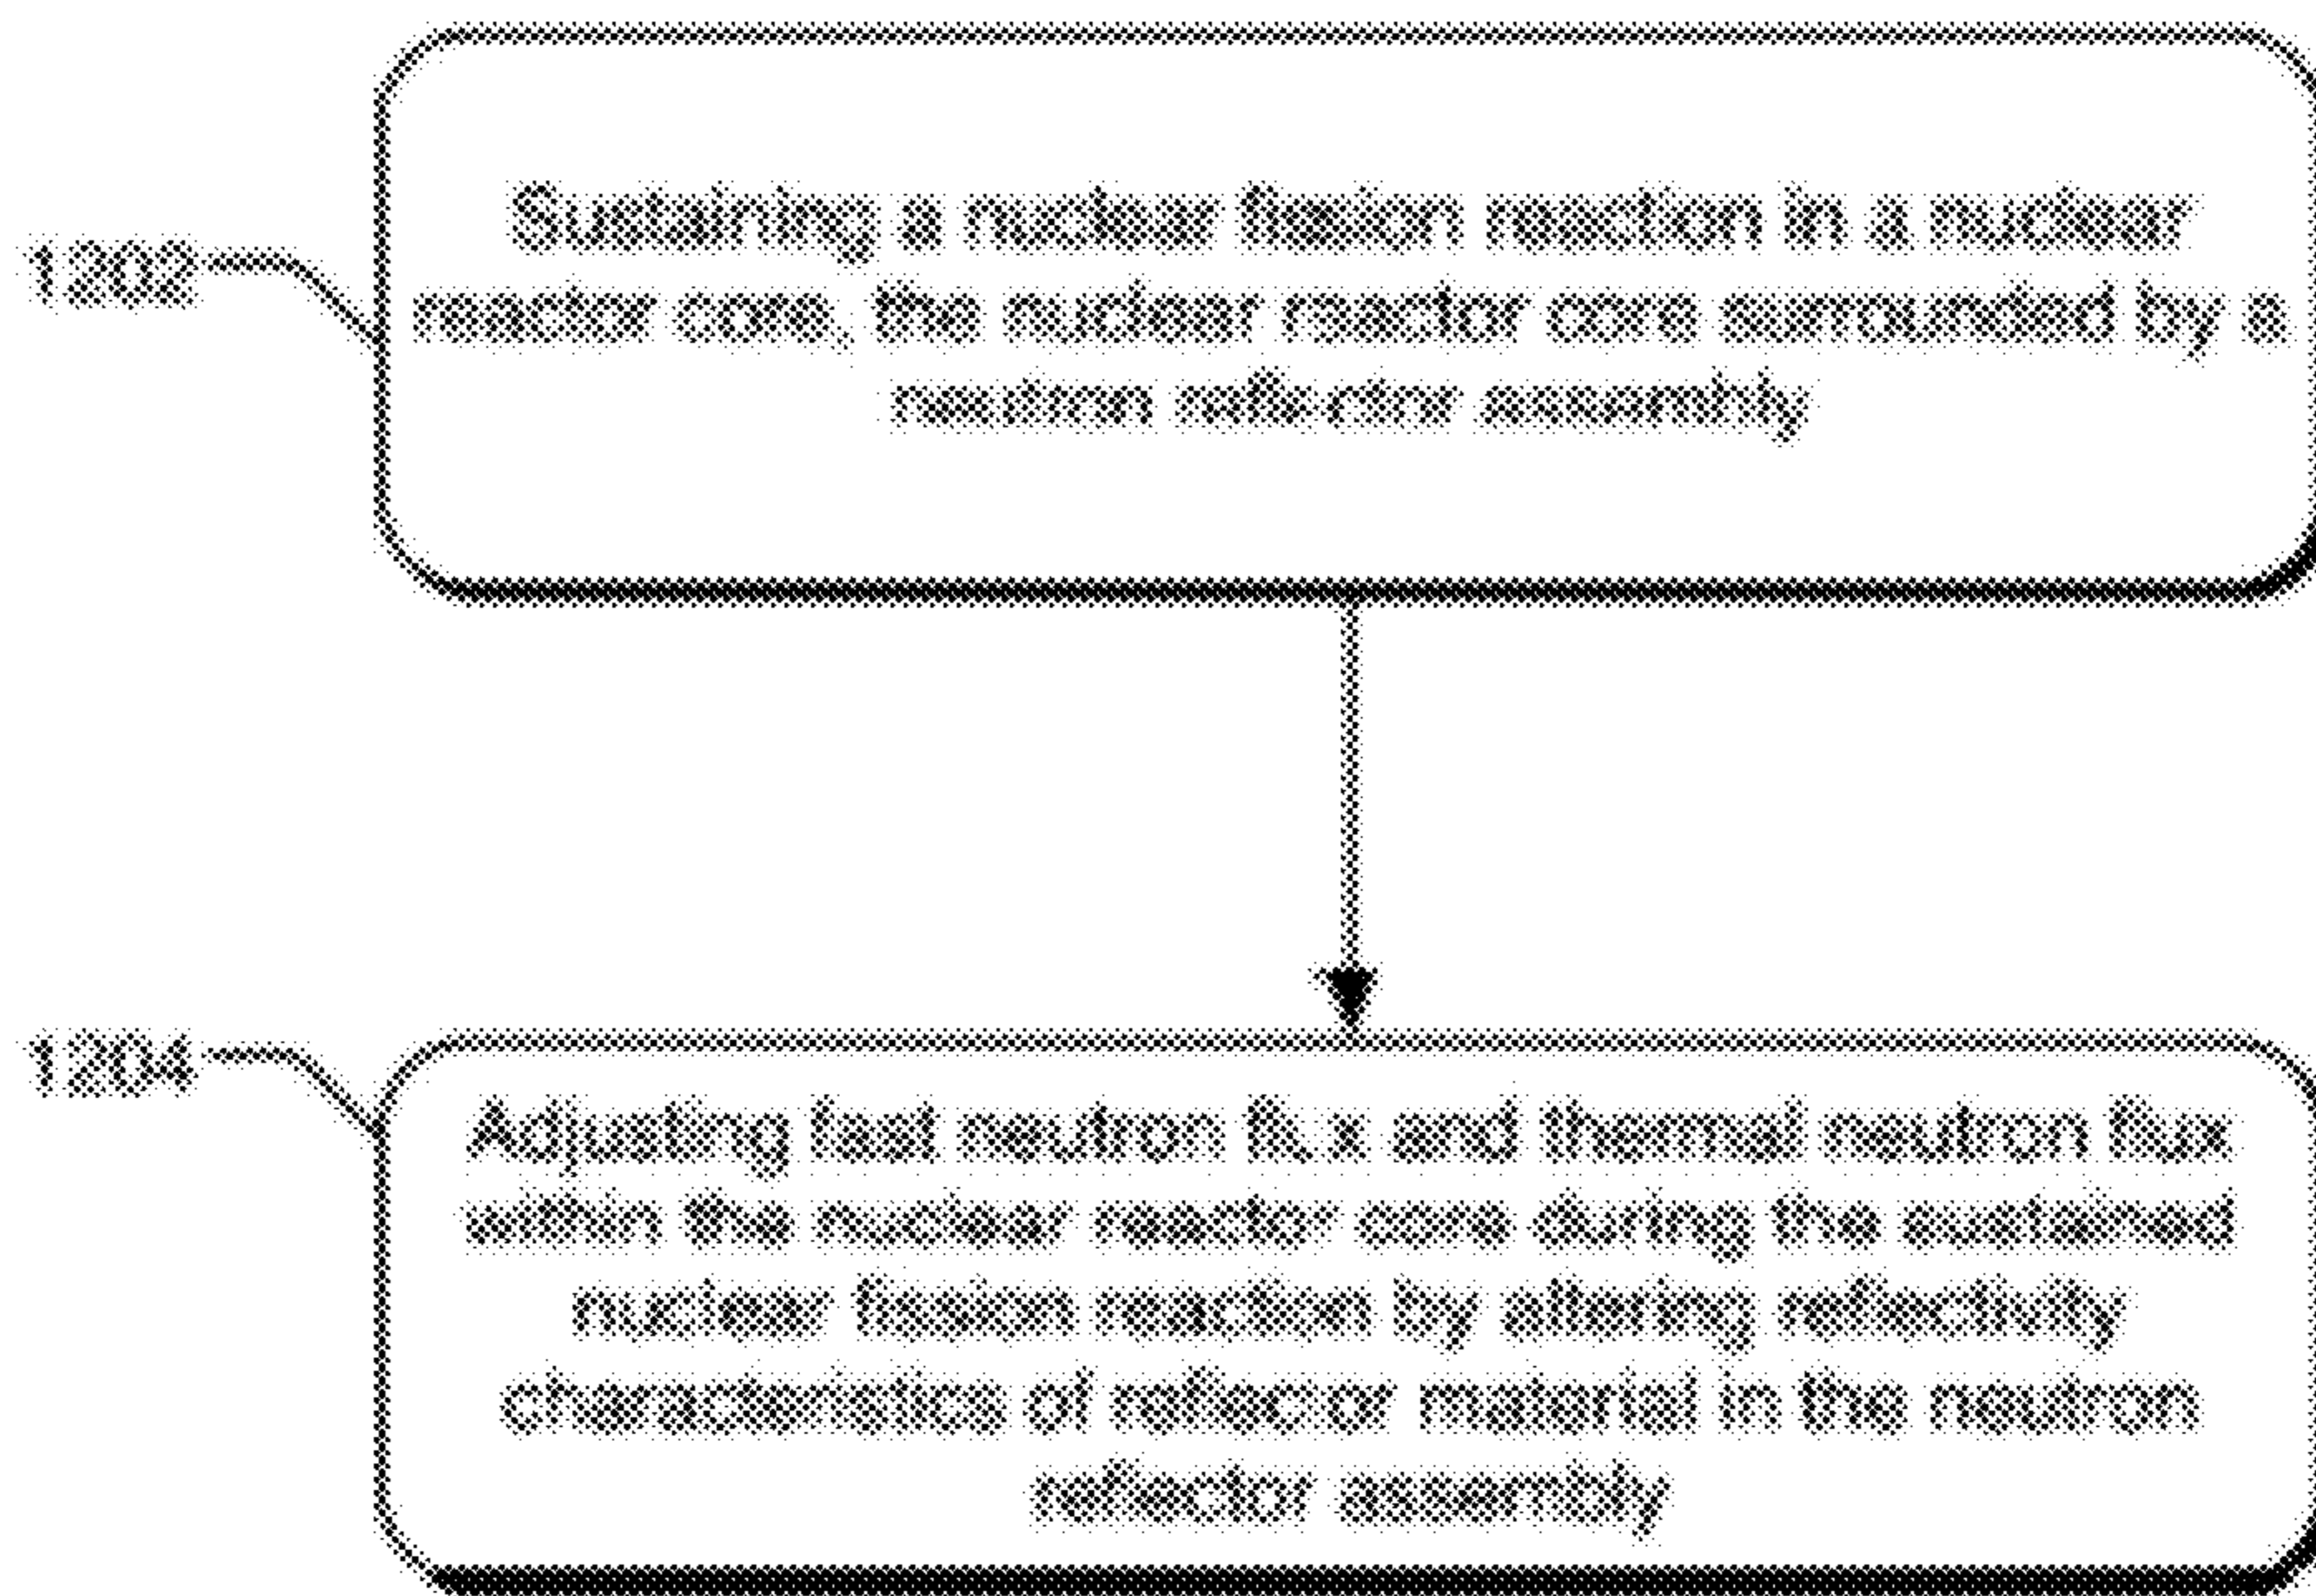 1202
Sustaining a nuclear fission reaction in a nuclear
reactor core, the nuclear reactor core surrounded by a
neutron reflector assembly
1204
Adjusting fast neutron flux and thermal neutron flux
within the nuclear reactor core during the sustained
nuclear fission reaction by altering reflectivity
characteristics of reflector material in the neutron
reflector assembly